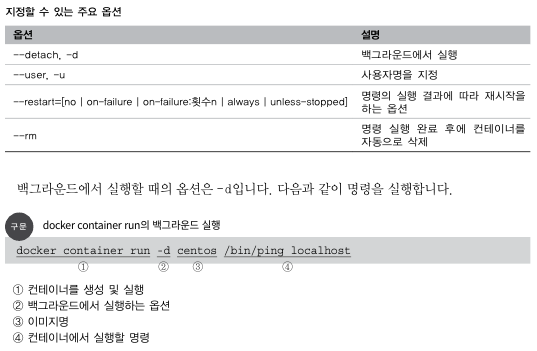 지정할 수 있는 주요 옵션
옵션 설명
--detach, -d 백그라운드에서 실행
--user, -u 사용자명을 지정
--restart=[no | on-failure | on-failure:횟수n | always | unless-stopped] 명령의 실행 결과에 따라 재시작을
하는 옵션
--rm 명령 실행 완료 후에 컨테이너를
자동으로 삭제
백그라운드에서 실행할 때의 옵션은 -d입니다. 다음과 같이 명령을 실행합니다.
구문 docker container run의 백그라운드 실행
docker container run -d centos /bin/ping localhost
① ② ③ ④
① 컨테이너를 생성 및 실행
② 백그라운드에서 실행하는 옵션
③ 이미지명
④ 컨테이너에서 실행할 명령